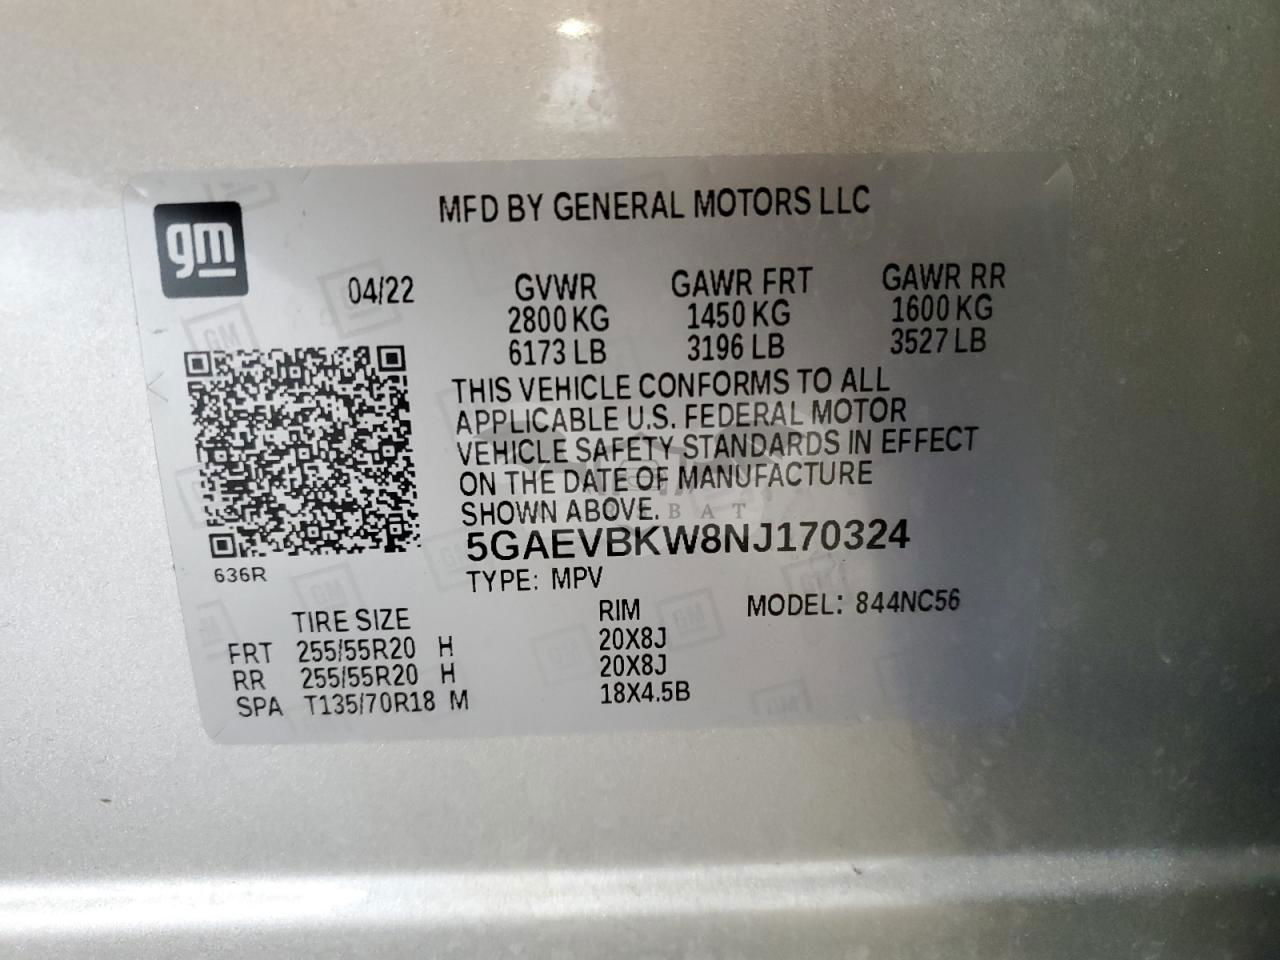 MFD BY GENERAL MOTORS LLC
gm
04/22 GVWR GAWR FRT GAWR RR
2800 KG 1450 KG 1600 KG
6173 LB 3196 LB 3527 LB
THIS VEHICLE CONFORMS TO ALL
APPLICABLE U.S. FEDERAL MOTOR
VEHICLE SAFETY STANDARDS IN EFFECT
ON THE DATE OF MANUFACTURE
SHOWN ABOVE.
5GAEVBKW8NJ170324
636R
TYPE: MPV
TIRE SIZE RIM MODEL: 844NC56
FRT 255/55R20 H 20X8J
RR 255/55R20 H 20X8J
SPA T135/70R18 M 18X4.5B